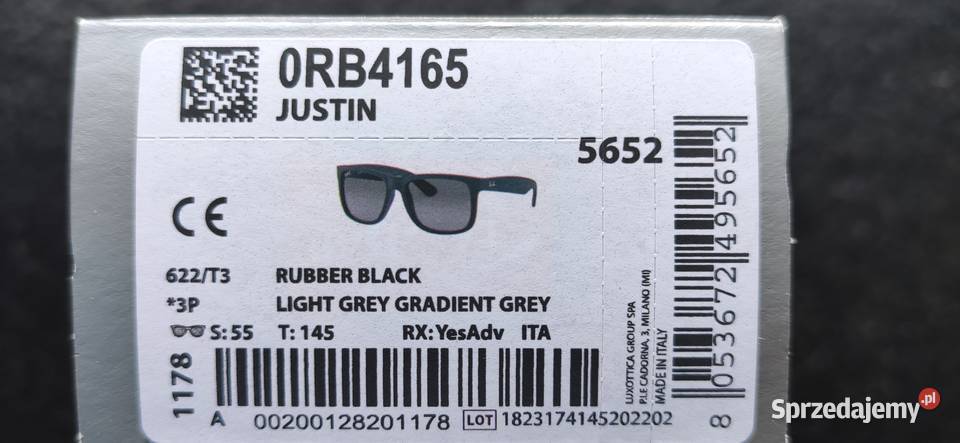 0RB4165
JUSTIN
5652
CE
622/T3 RUBBER BLACK
*3P LIGHT GREY GRADIENT GREY
S: 55 T: 145 RX: YesAdv ITA
1178
A 00200128201178 LOT 1823174145202202
LUXOTTICA GROUP SPA
P.LE CADORNA, 3, MILANO (MI)
MADE IN ITALY
8 053672 495652
Sprzedajemy.pl